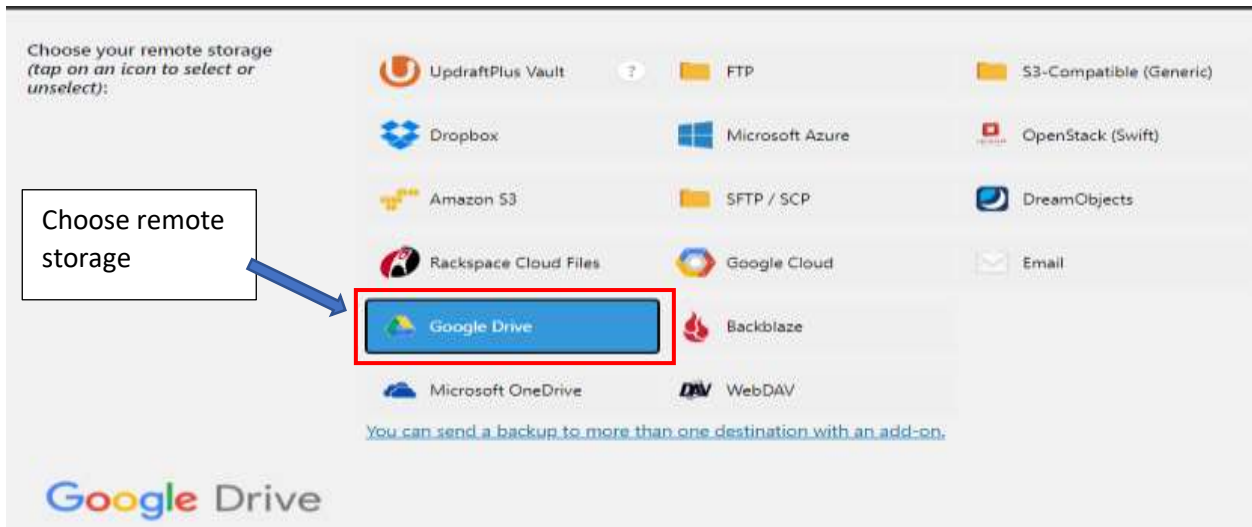 Choose your remote storage
(tap on an icon to select or
unselect):
UpdraftPlus Vault ?
FTP
S3-Compatible (Generic)
Dropbox
Microsoft Azure
OpenStack (Swift)
Amazon S3
SFTP / SCP
DreamObjects
Rackspace Cloud Files
Google Cloud
Email
Google Drive
Backblaze
Microsoft OneDrive
DAV WebDAV
You can send a backup to more than one destination with an add-on.
Choose remote
storage
Google Drive